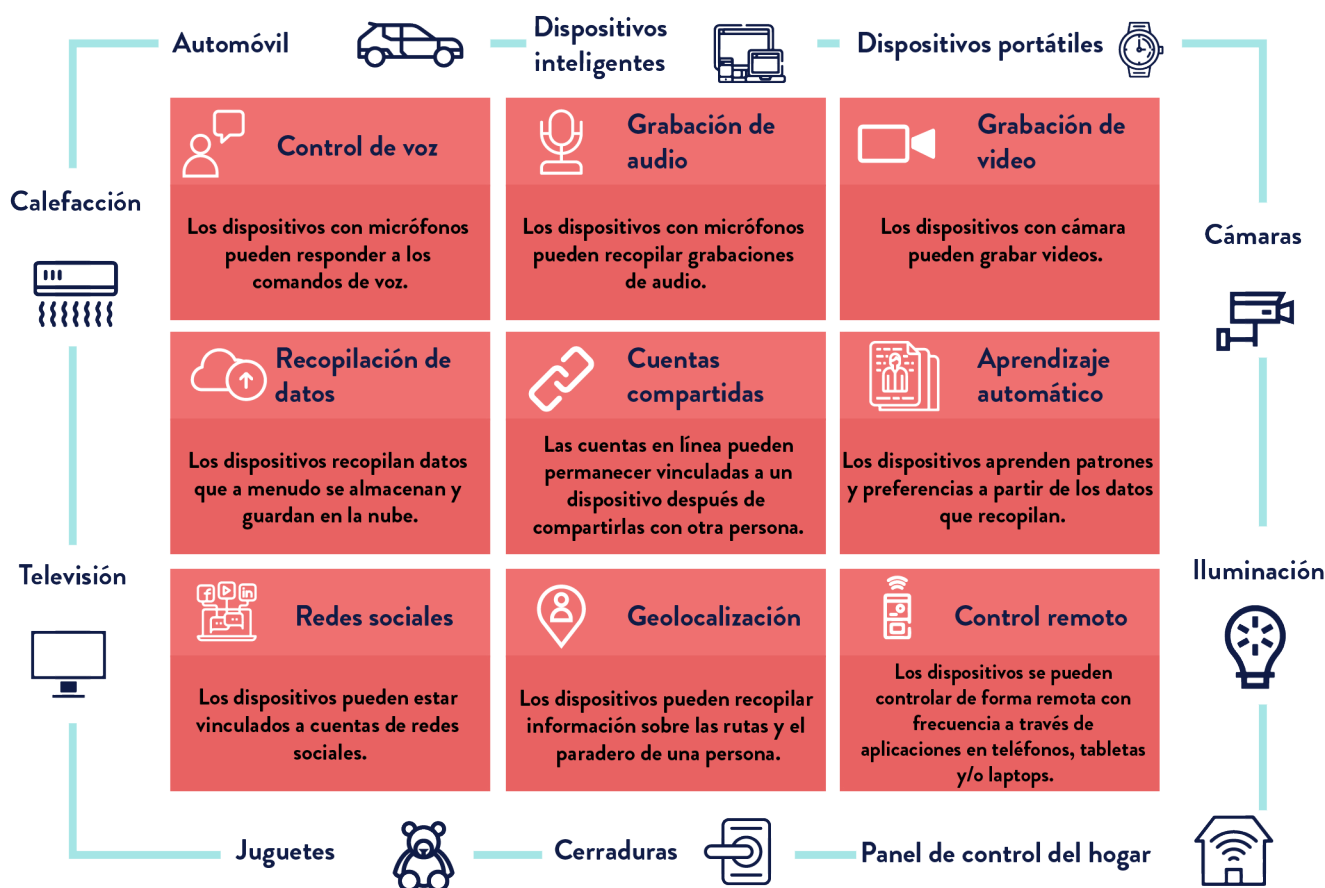 Automóvil
Dispositivos
inteligentes
Dispositivos portátiles
Calefacción
Cámaras
Control de voz
Los dispositivos con micrófonos
pueden responder a los
comandos de voz.
Grabación de
audio
Los dispositivos con micrófonos
pueden recopilar grabaciones
de audio.
Grabación de
video
Los dispositivos con cámara
pueden grabar videos.
Recopilación de
datos
Los dispositivos recopilan datos
que a menudo se almacenan y
guardan en la nube.
Cuentas
compartidas
Las cuentas en línea pueden
permanecer vinculadas a un
dispositivo después de
compartirlas con otra persona.
Aprendizaje
automático
Los dispositivos aprenden patrones
y preferencias a partir de los datos
que recopilan.
Televisión
Iluminación
Redes sociales
Los dispositivos pueden estar
vinculados a cuentas de redes
sociales.
Geolocalización
Los dispositivos pueden recopilar
información sobre las rutas y el
paradero de una persona.
Control remoto
Los dispositivos se pueden
controlar de forma remota con
frecuencia a través de
aplicaciones en teléfonos, tabletas
y/o laptops.
Juguetes
Cerraduras
Panel de control del hogar